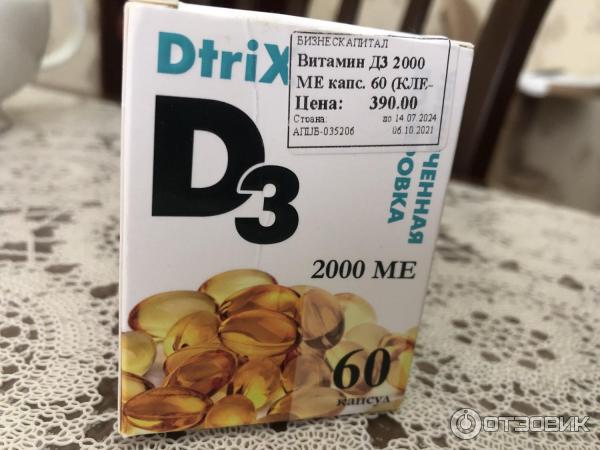 DtriX
БИЗНЕСКАПИТАЛ
Витамин Д3 2000
МЕ капс. 60 (КЛЕ-
Цена: 390.00
Страна: до 14.07.2024
АПЦБ-035206 06.10.2021
D3
ЧЕННАЯ
РОВКА
2000 МЕ
60
капсул
ОТЗОВИК